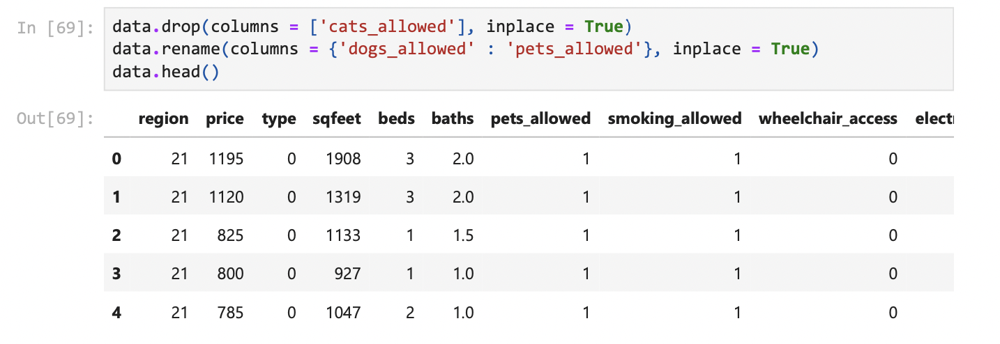 In [69]: data.drop(columns = ['cats_allowed'], inplace = True)
data.rename(columns = {'dogs_allowed' : 'pets_allowed'}, inplace = True)
data.head()
Out[69]: region price type sqfeet beds baths pets_allowed smoking_allowed wheelchair_access electr
0 21 1195 0 1908 3 2.0 1 1 0
1 21 1120 0 1319 3 2.0 1 1 0
2 21 825 0 1133 1 1.5 1 1 0
3 21 800 0 927 1 1.0 1 1 0
4 21 785 0 1047 2 1.0 1 1 0